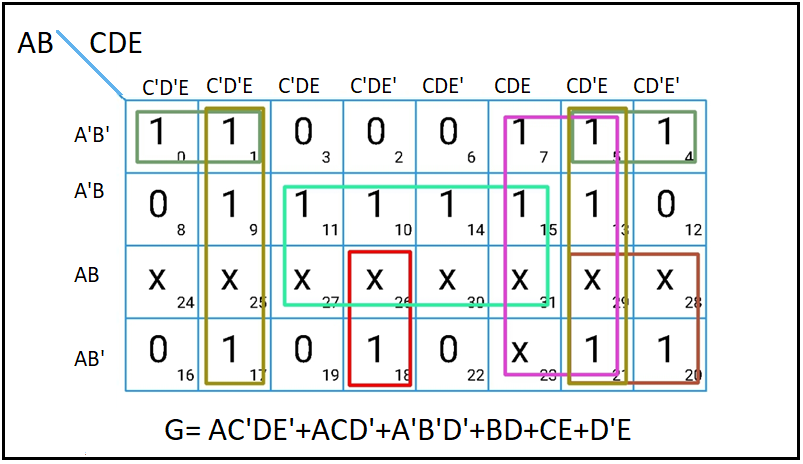 AB CDE
C'D'E C'D'E C'DE C'DE' CDE' CDE CD'E CD'E'
A'B' 1 0 1 1 0 3 0 2 0 6 1 7 1 5 1 4
A'B 0 8 1 9 1 11 1 10 1 14 1 15 1 13 0 12
AB x 24 x 25 x 27 x 26 x 30 x 31 x 29 x 28
AB' 0 16 1 17 0 19 1 18 0 22 x 23 1 21 1 20
G= AC'DE'+ACD'+A'B'D'+BD+CE+D'E